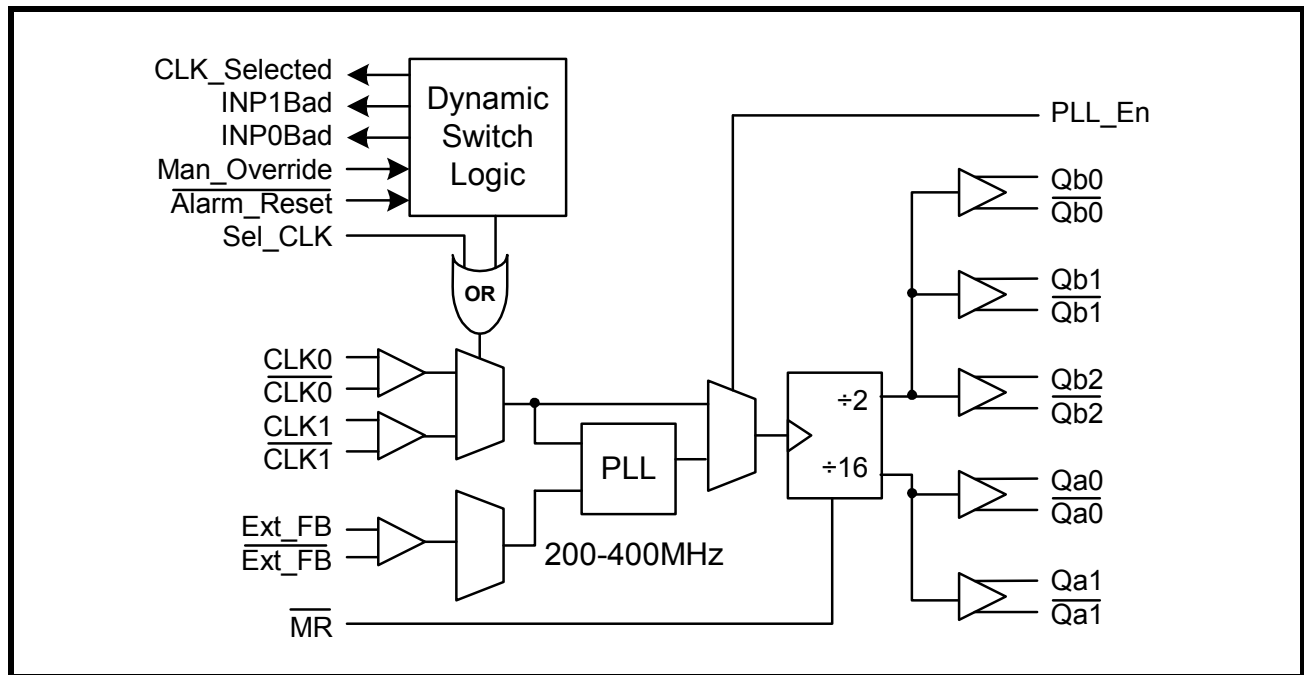 CLK_Selected
INP1Bad
INP0Bad
Man_Override
Alarm_Reset
Sel_CLK
Dynamic
Switch
Logic
OR
PLL_En
CLK0
CLK0
CLK1
CLK1
Ext_FB
Ext_FB
MR
PLL
200-400MHz
÷2
÷16
Qb0
Qb0
Qb1
Qb1
Qb2
Qb2
Qa0
Qa0
Qa1
Qa1